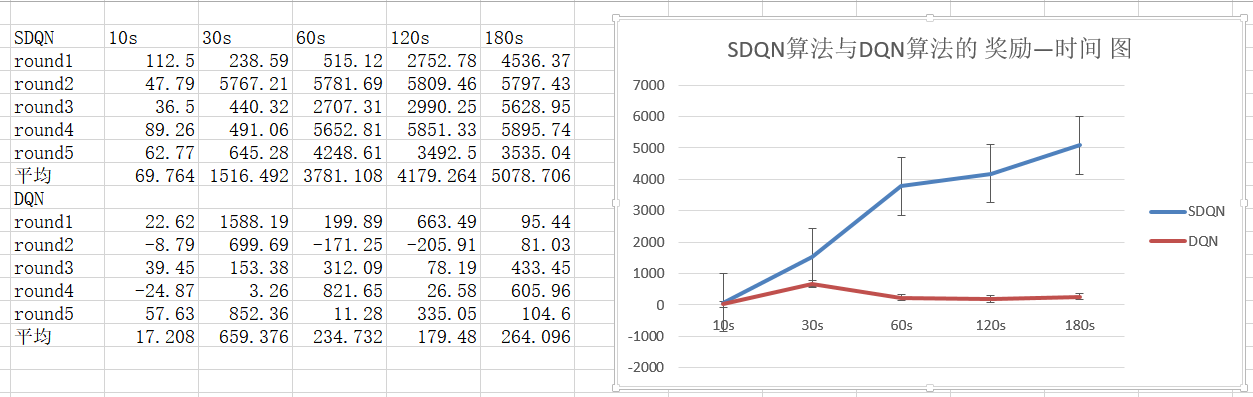 SDQN 10s 30s 60s 120s 180s
round1 112.5 238.59 515.12 2752.78 4536.37
round2 47.79 5767.21 5781.69 5809.46 5797.43
round3 36.5 440.32 2707.31 2990.25 5628.95
round4 89.26 491.06 5652.81 5851.33 5895.74
round5 62.77 645.28 4248.61 3492.5 3535.04
平均 69.764 1516.492 3781.108 4179.264 5078.706
DQN
round1 22.62 1588.19 199.89 663.49 95.44
round2 -8.79 699.69 -171.25 -205.91 81.03
round3 39.45 153.38 312.09 78.19 433.45
round4 -24.87 3.26 821.65 26.58 605.96
round5 57.63 852.36 11.28 335.05 104.6
平均 17.208 659.376 234.732 179.48 264.096
SDQN算法与DQN算法的 奖励—时间 图
7000
6000
5000
4000
3000
2000
1000
0
-1000
-2000
10s 30s 60s 120s 180s
SDQN
DQN